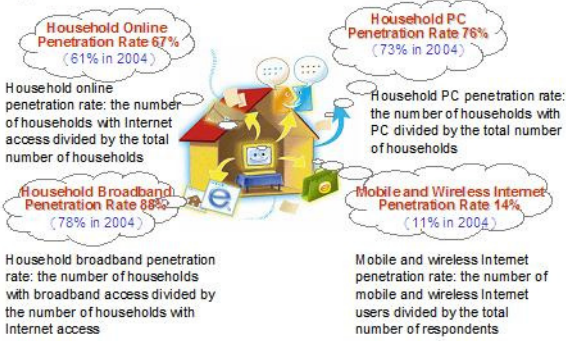 Household Online
Penetration Rate 67%
(61% in 2004)
Household online
penetration rate: the number
of households with Internet
access divided by the total
number of households
Household PC
Penetration Rate 76%
(73% in 2004)
Household PC penetration rate:
the number of households with
PC divided by the total number
of households
Household Broadband
Penetration Rate 88%
(78% in 2004)
Household broadband penetration
rate: the number of households
with broadband access divided by
the number of households with
Internet access
Mobile and Wireless Internet
Penetration Rate 14%
(11% in 2004)
Mobile and wireless Internet
penetration rate: the number of
mobile and wireless Internet
users divided by the total
number of respondents